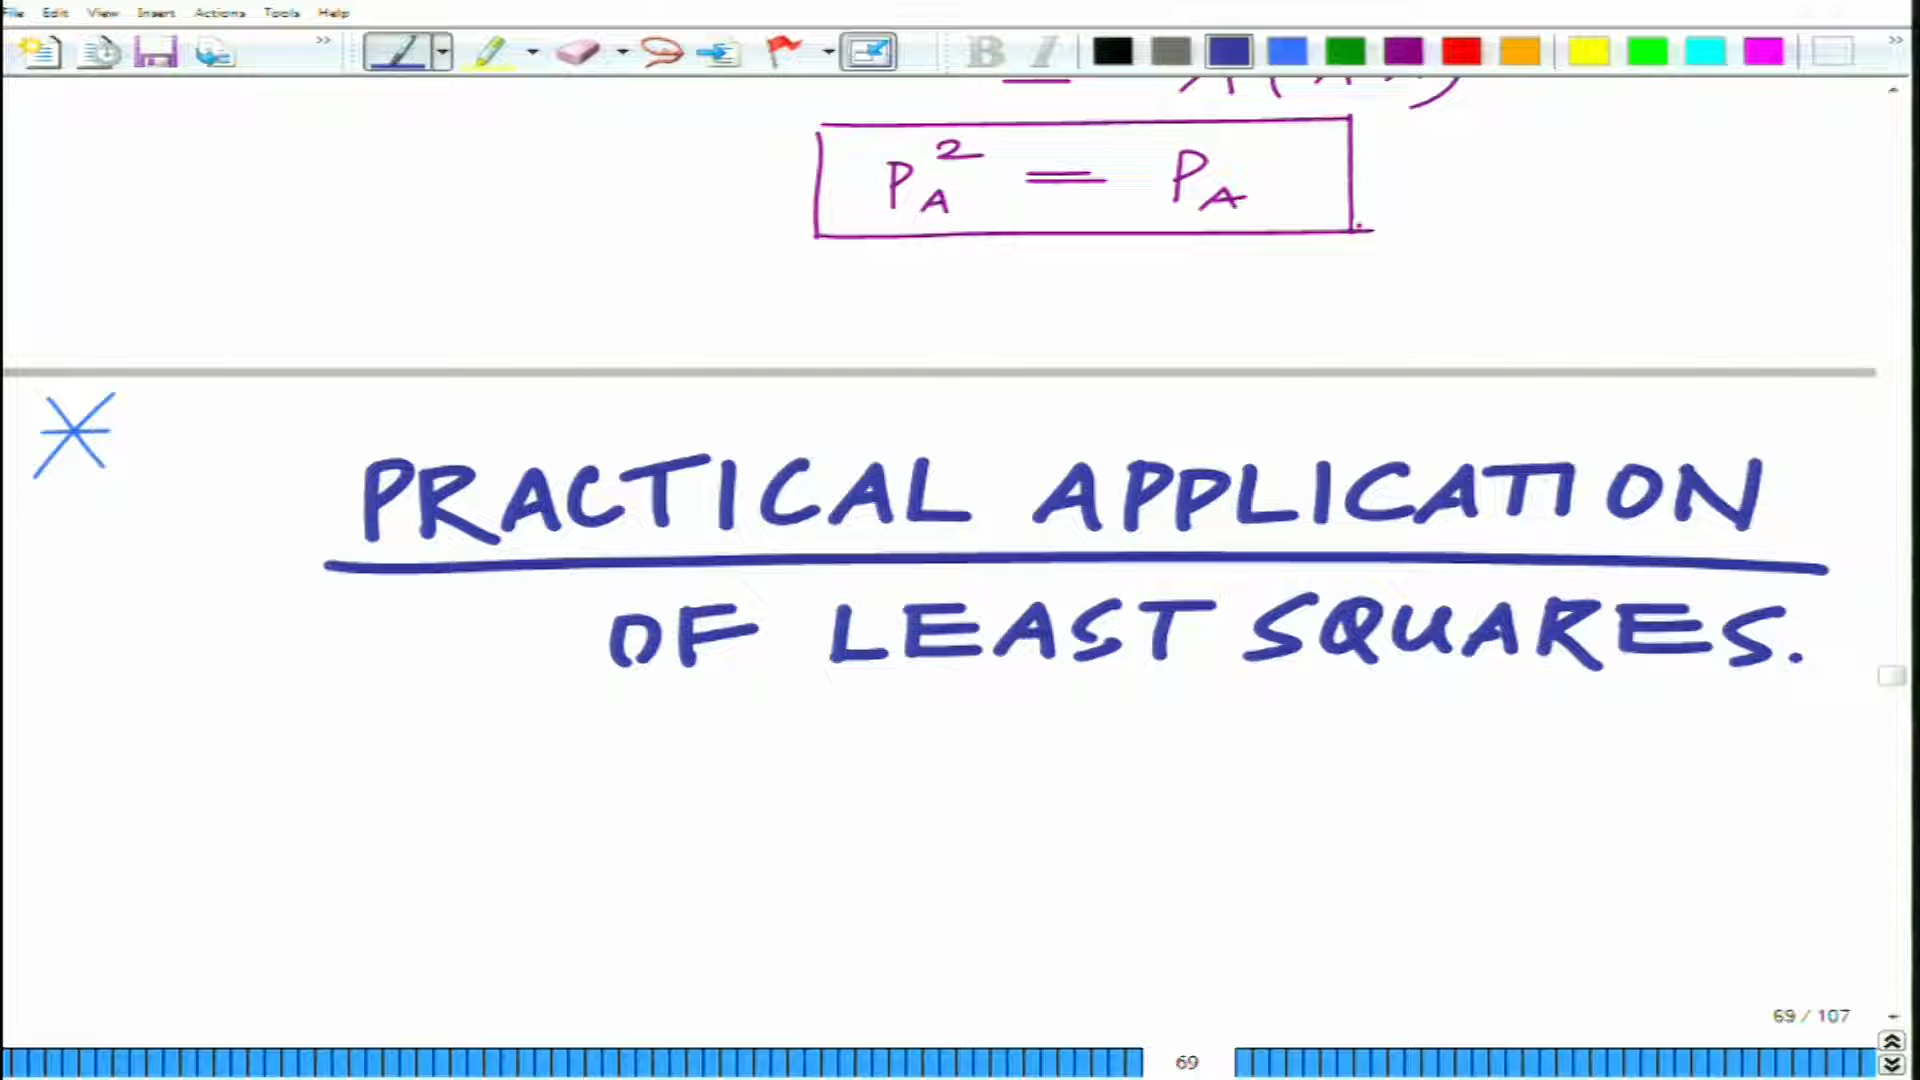 File Edit View Insert Actions Tools Help
P_A^2 = P_A
PRACTICAL APPLICATION
OF LEAST SQUARES.
69 / 107
69